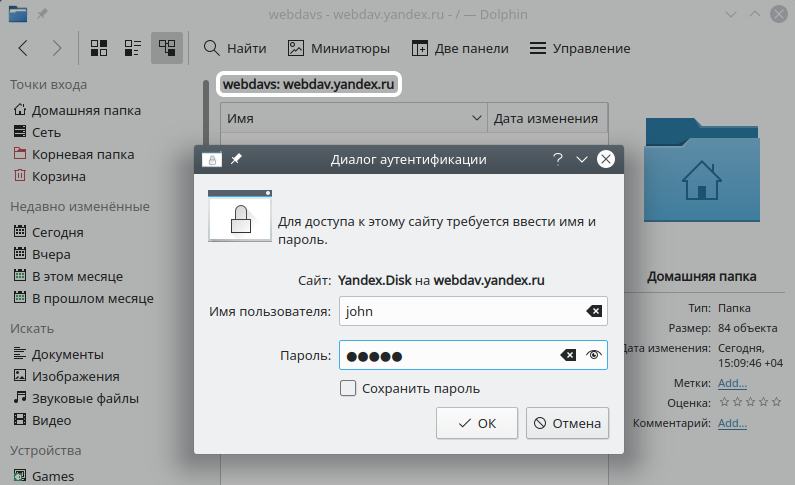 webdavs - webdav.yandex.ru - / — Dolphin
Найти
Миниатюры
Две панели
Управление
Точки входа
Домашняя папка
Сеть
Корневая папка
Корзина
Недавно изменённые
Сегодня
Вчера
В этом месяце
В прошлом месяце
Искать
Документы
Изображения
Звуковые файлы
Видео
Устройства
Games
webdavs: webdav.yandex.ru
Имя
Дата изменения
Диалог аутентификации
Для доступа к этому сайту требуется ввести имя и
пароль.
Сайт: Yandex.Disk на webdav.yandex.ru
Имя пользователя: john
Пароль: ●●●●●
Сохранить пароль
ОК
Отмена
Домашняя папка
Тип: Папка
Размер: 84 объекта
Дата изменения: Сегодня,
15:09:46 +04
Метки: Add...
Оценка:
Комментарий: Add...